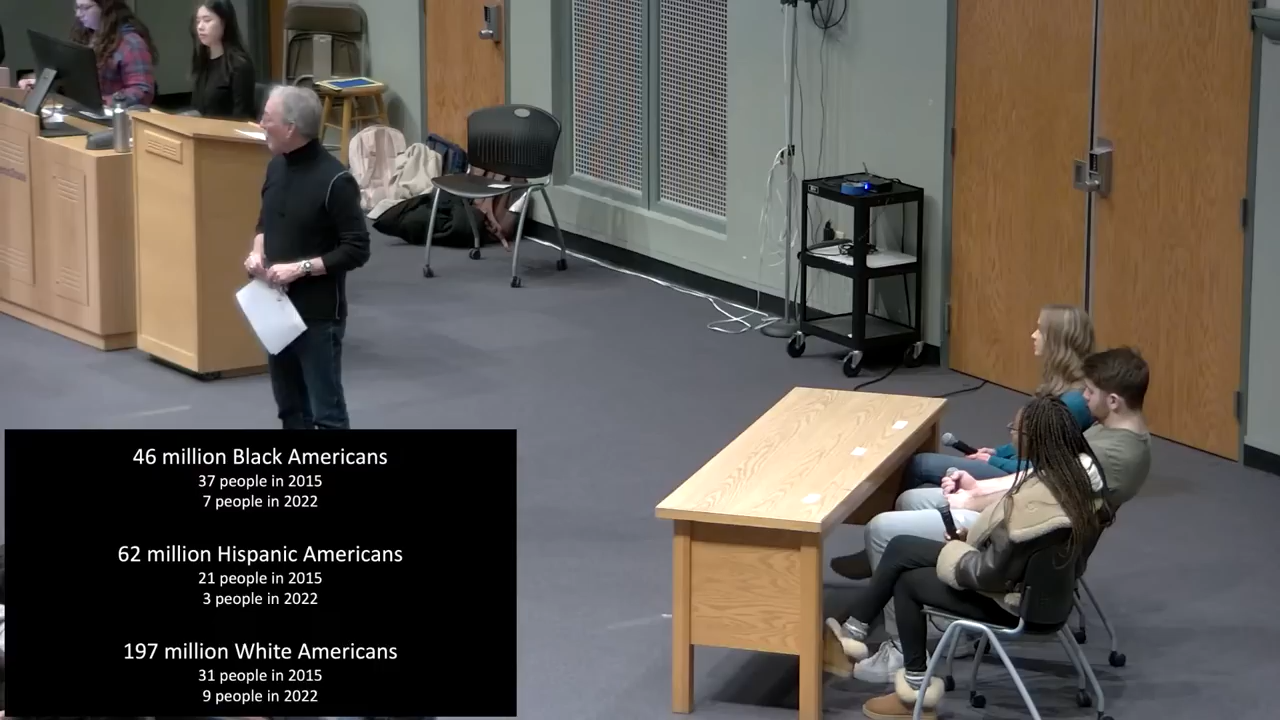 46 million Black Americans
37 people in 2015
7 people in 2022
62 million Hispanic Americans
21 people in 2015
3 people in 2022
197 million White Americans
31 people in 2015
9 people in 2022